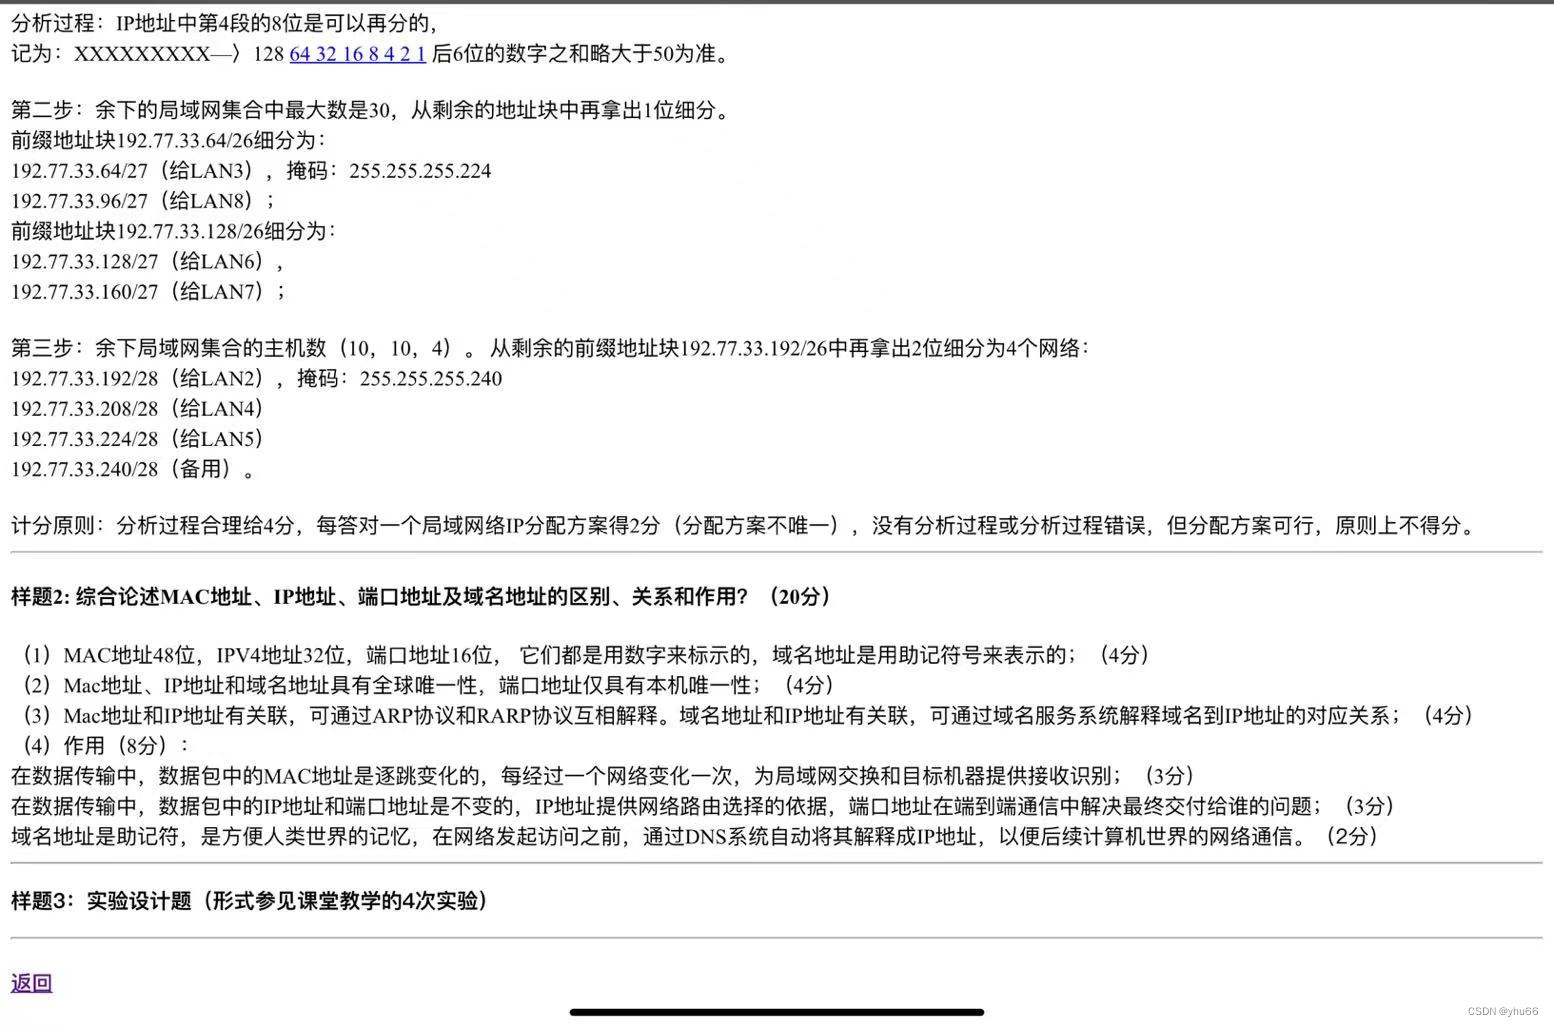 分析过程：IP地址中第4段的8位是可以再分的，
记为：XXXXXXXXX—〉128 64 32 16 8 4 2 1 后6位的数字之和略大于50为准。
第二步：余下的局域网集合中最大数是30，从剩余的地址块中再拿出1位细分。
前缀地址块192.77.33.64/26细分为：
192.77.33.64/27（给LAN3），掩码：255.255.255.224
192.77.33.96/27（给LAN8）；
前缀地址块192.77.33.128/26细分为：
192.77.33.128/27（给LAN6），
192.77.33.160/27（给LAN7）；
第三步：余下局域网集合的主机数（10，10，4）。 从剩余的前缀地址块192.77.33.192/26中再拿出2位细分为4个网络：
192.77.33.192/28（给LAN2），掩码：255.255.255.240
192.77.33.208/28（给LAN4）
192.77.33.224/28（给LAN5）
192.77.33.240/28（备用）。
计分原则：分析过程合理给4分，每答对一个局域网络IP分配方案得2分（分配方案不唯一），没有分析过程或分析过程错误，但分配方案可行，原则上不得分。
样题2: 综合论述MAC地址、IP地址、端口地址及域名地址的区别、关系和作用？（20分）
（1）MAC地址48位，IPV4地址32位，端口地址16位， 它们都是用数字来标示的，域名地址是用助记符号来表示的；（4分）
（2）Mac地址、IP地址和域名地址具有全球唯一性，端口地址仅具有本机唯一性；（4分）
（3）Mac地址和IP地址有关联，可通过ARP协议和RARP协议互相解释。域名地址和IP地址有关联，可通过域名服务系统解释域名到IP地址的对应关系；（4分）
（4）作用（8分）：
在数据传输中，数据包中的MAC地址是逐跳变化的，每经过一个网络变化一次，为局域网交换和目标机器提供接收识别；（3分）
在数据传输中，数据包中的IP地址和端口地址是不变的，IP地址提供网络路由选择的依据，端口地址在端到端通信中解决最终交付给谁的问题；（3分）
域名地址是助记符，是方便人类世界的记忆，在网络发起访问之前，通过DNS系统自动将其解释成IP地址，以便后续计算机世界的网络通信。（2分）
样题3：实验设计题（形式参见课堂教学的4次实验）
返回
CSDN @yhu66